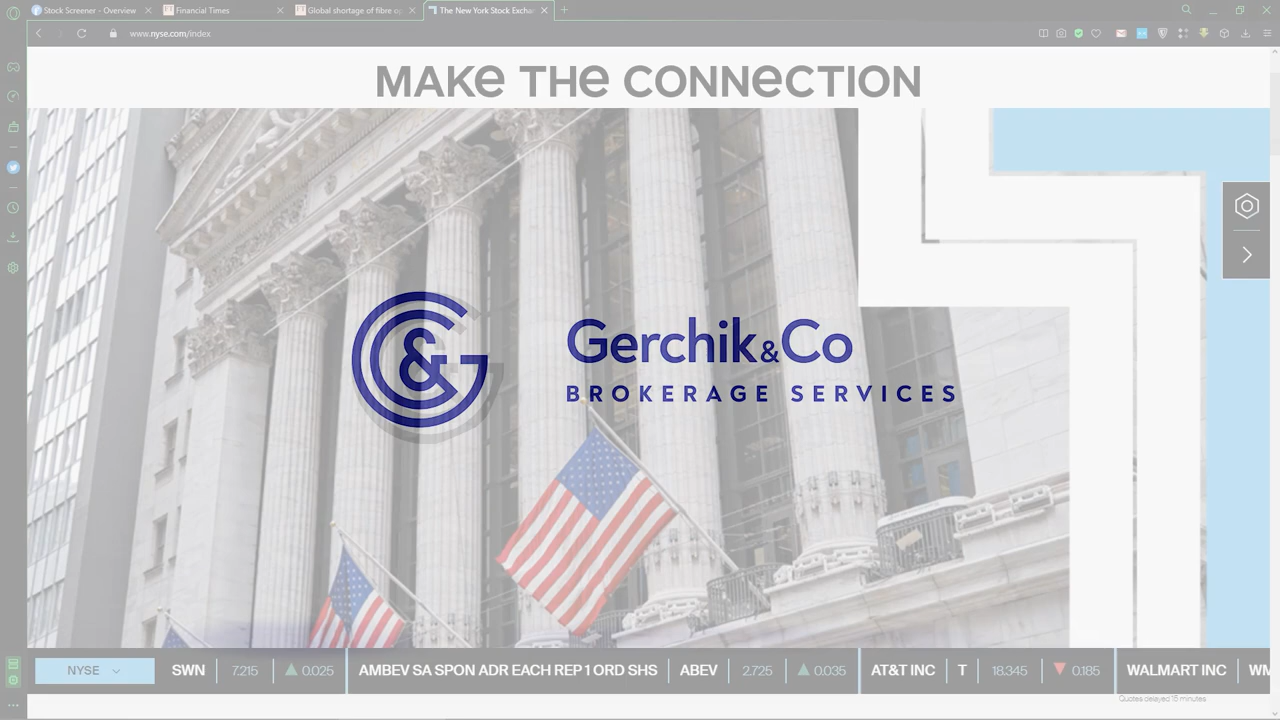 Stock Screener - Overview
Financial Times
Global shortage of fibre op
The New York Stock Excha
www.nyse.com/index
MAKE THE CONNECTION
Gerchik&Co
BROKERAGE SERVICES
NYSE SWN 7.215 0.025 AMBEV SA SPON ADR EACH REP 1 ORD SHS ABEV 2.725 0.035 AT&T INC T 18.345 0.185 WALMART INC WM
Quotes delayed 15 minutes